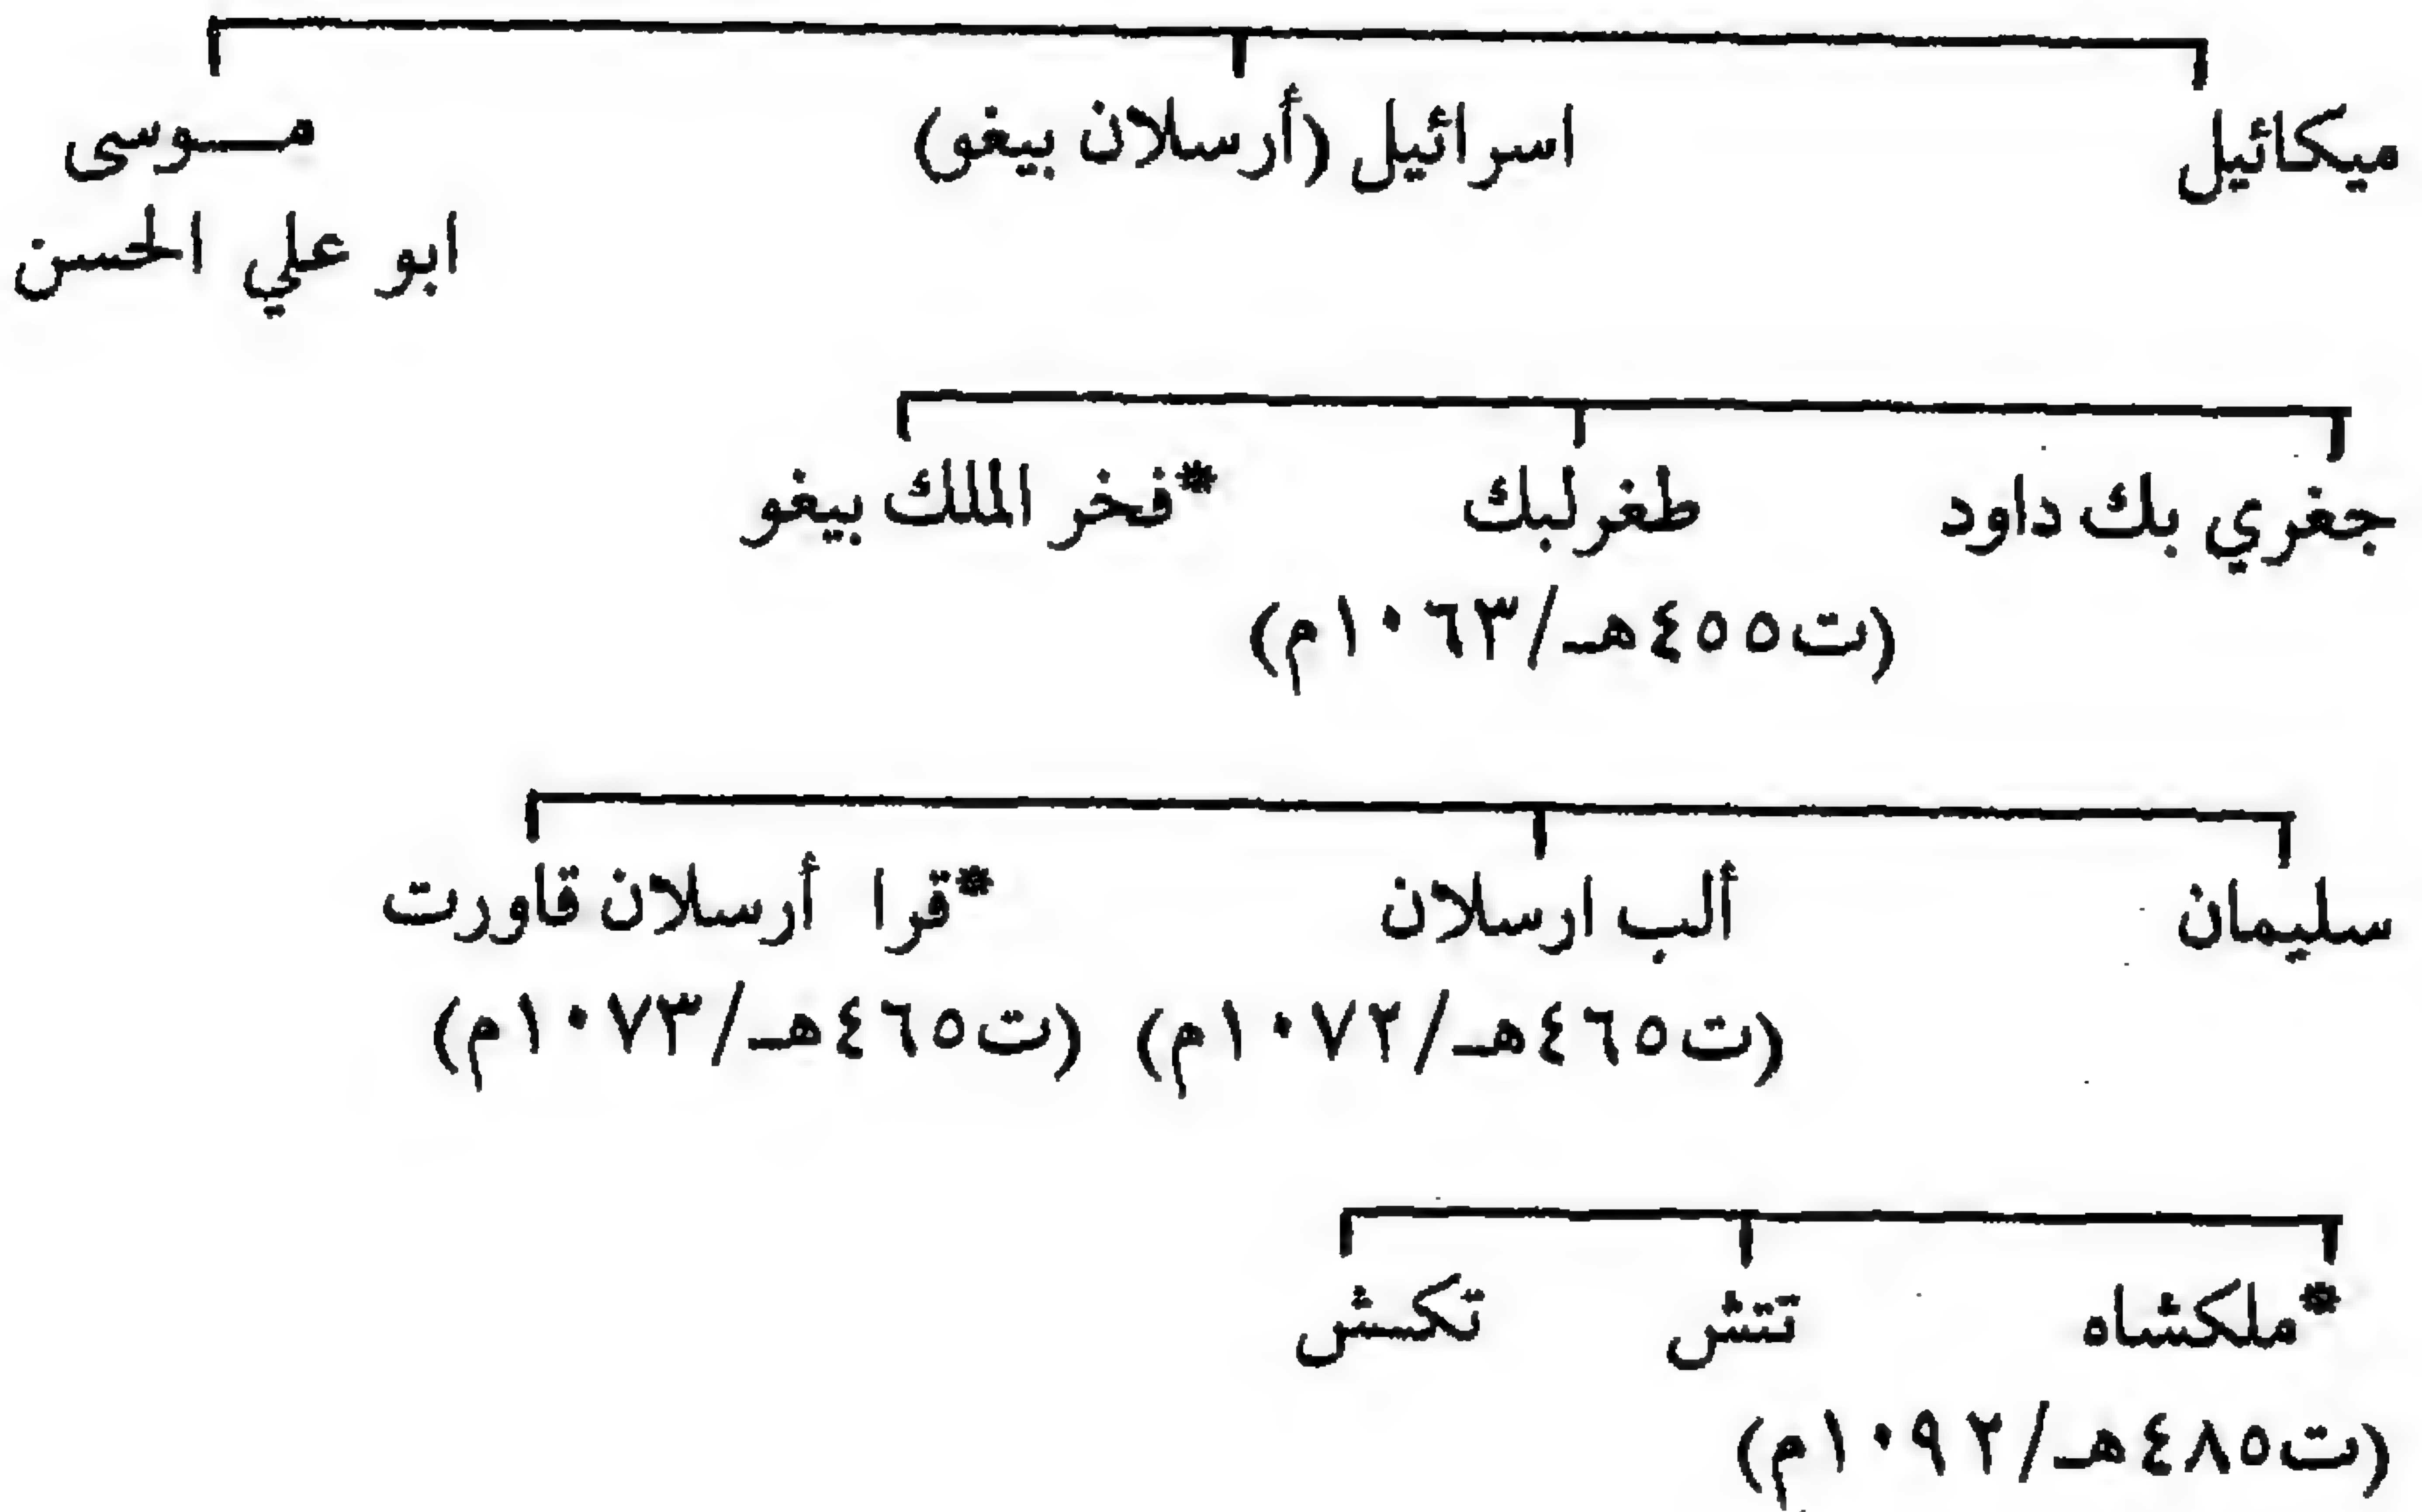 ميكائيل اسرائيل (أرسلان بيغو) مـــوسى
ابو علي الحسن
جغري بك داود طغرلبك *فخر الملك بيغو
(ت٤٥٥هـ/١٠٦٣م)
سليمان ألب ارسلان *قرا أرسلان قاورت
(ت٤٦٥هـ/١٠٧٢م) (ت٤٦٥هـ/١٠٧٣م)
*ملكشاه تتش تكش
(ت٤٨٥هـ/١٠٩٢م)